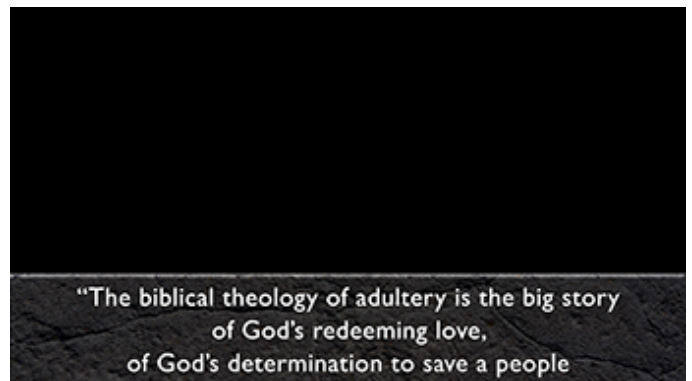 “The biblical theology of adultery is the big story
of God’s redeeming love,
of God’s determination to save a people